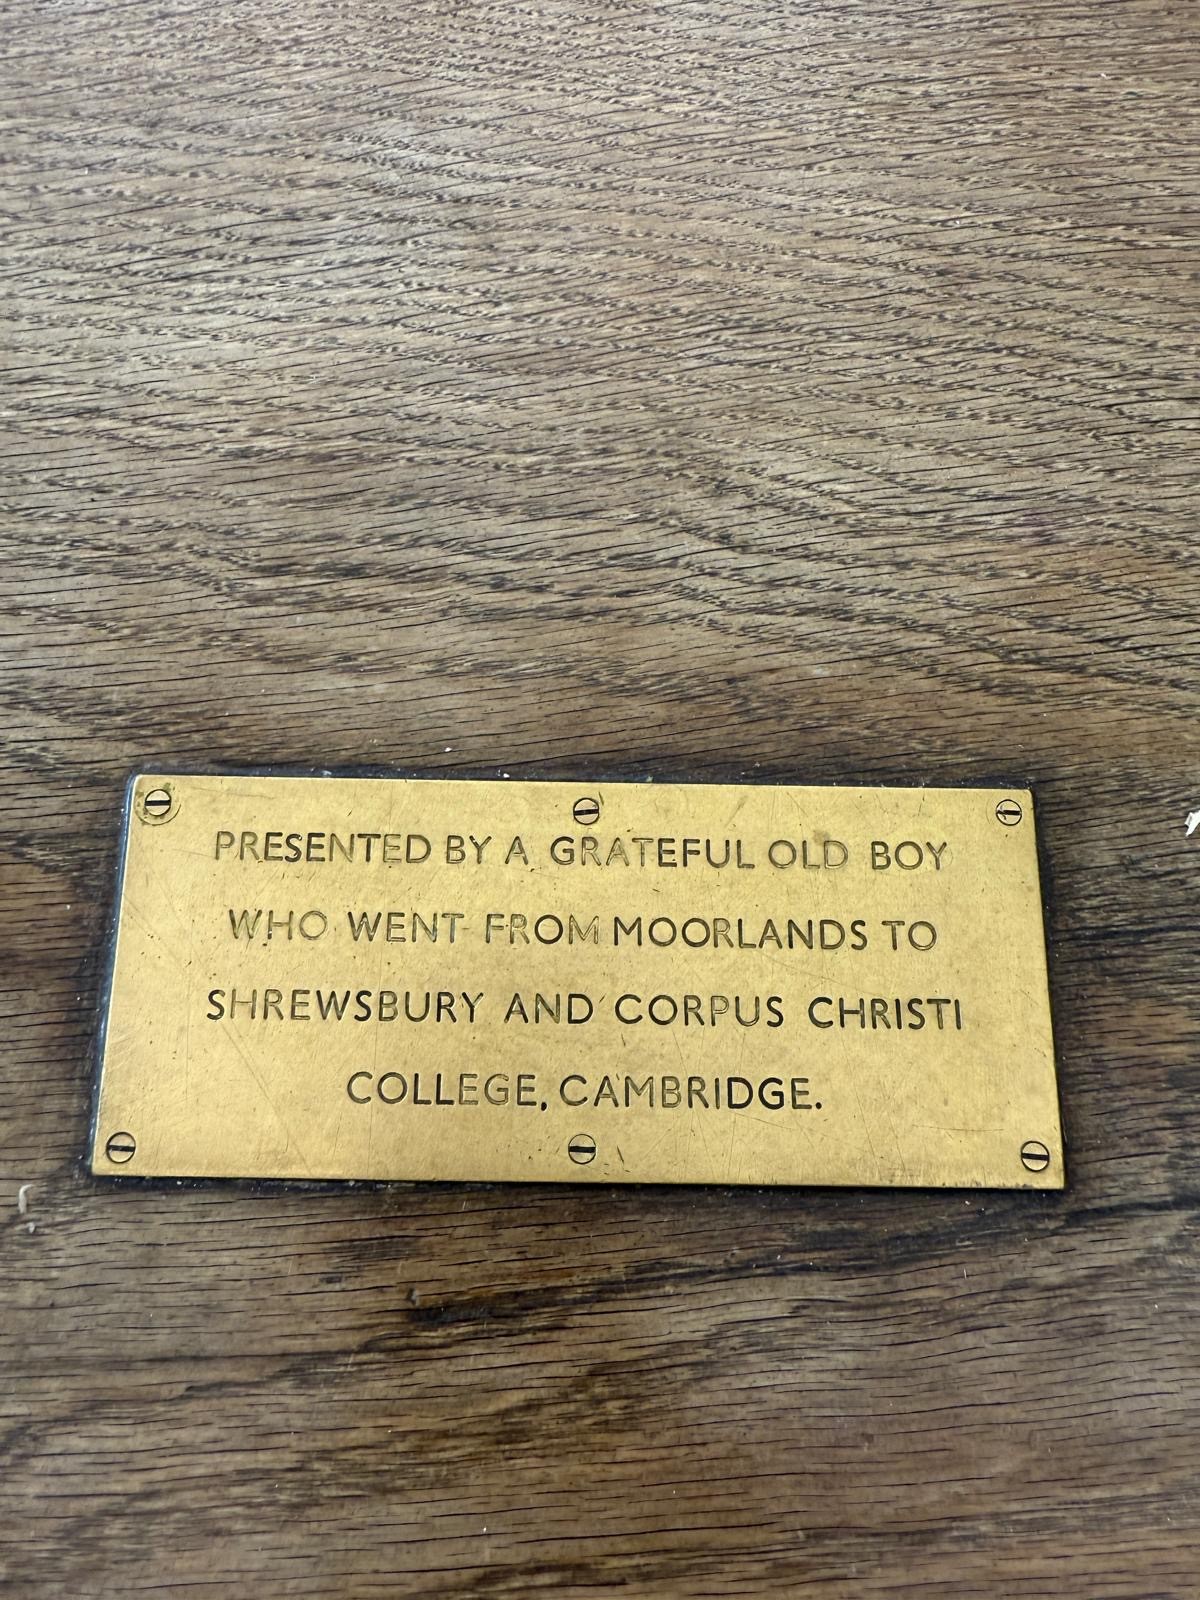 PRESENTED BY A GRATEFUL OLD BOY
WHO WENT FROM MOORLANDS TO
SHREWSBURY AND CORPUS CHRISTI
COLLEGE, CAMBRIDGE.